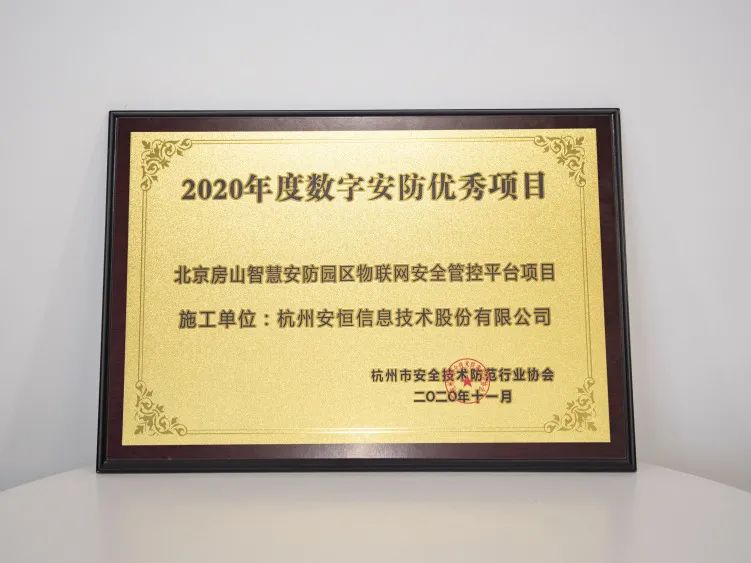 2020年度数字安防优秀项目
北京房山智慧安防园区物联网安全管控平台项目
施工单位：杭州安恒信息技术股份有限公司
杭州市安全技术防范行业协会
二〇二〇年十一月